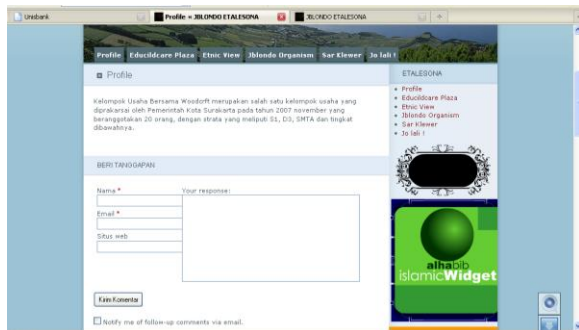 Unisbank
Profile « JBLONDO ETALESONA
JBLONDO ETALESONA
Profile Educildcare Plaza Etnic View Jblondo Organism Sar Klewer Jo lali !
Profile
Kelompok Usaha Bersama Woodorft merupakan salah satu kelompok usaha yang
diprakarsai oleh Pemerintah Kota Surakarta pada tahun 2007 november yang
beranggotakan 20 orang, dengan strata yang meliputi S1, D3, SMTA dan tingkat
dibawahnya.
BERI TANGGAPAN
Nama *
Your response:
Email *
Situs web
Kirim Komentar
Notify me of follow-up comments via email.
ETALESONA
Profile
Educildcare Plaza
Etnic View
Jblondo Organism
Sar Klewer
Jo lali !
alhabib
islamicWidget